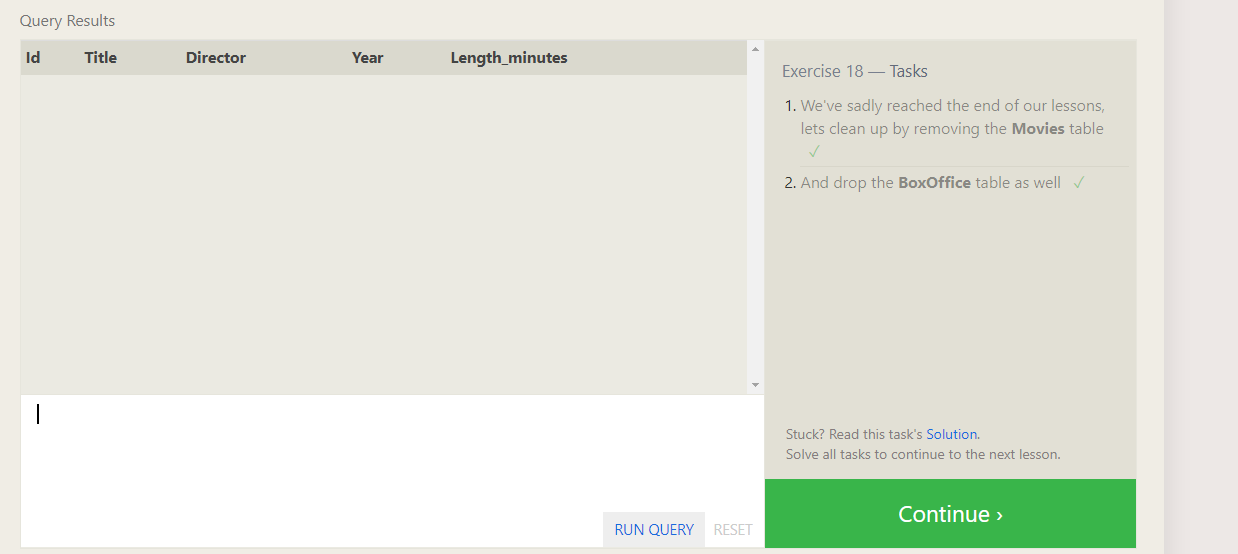 Query Results
Id Title Director Year Length_minutes
Exercise 18 — Tasks
1. We've sadly reached the end of our lessons,
lets clean up by removing the Movies table
✓
2. And drop the BoxOffice table as well ✓
Stuck? Read this task's Solution.
Solve all tasks to continue to the next lesson.
RUN QUERY RESET
Continue ›